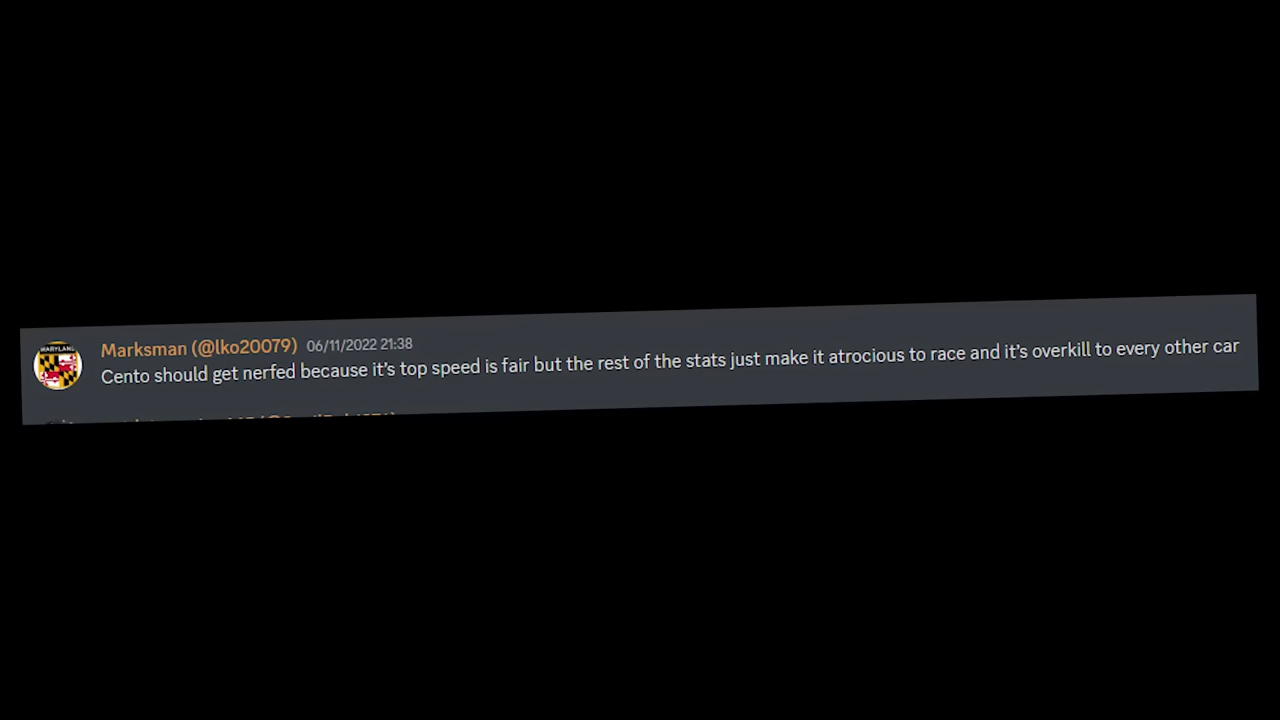 Marksman (@lko20079) 06/11/2022 21:38
Cento should get nerfed because it's top speed is fair but the rest of the stats just make it atrocious to race and it's overkill to every other car
MARYLAND